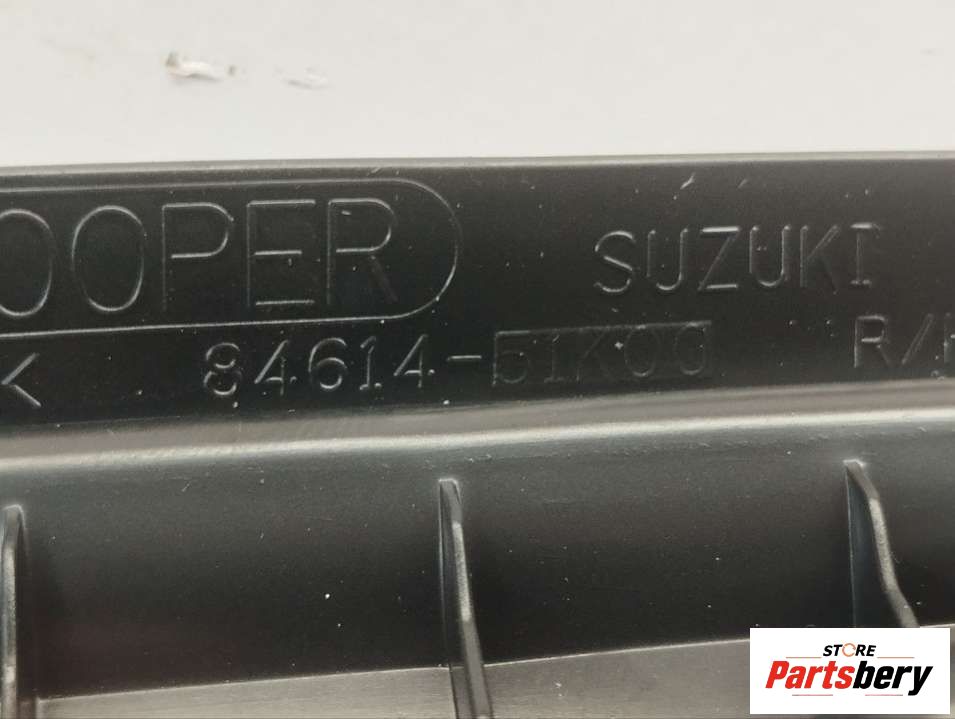 OOPER
SUZUKI
K 84614-51K00 R/H
STORE
Partsbery